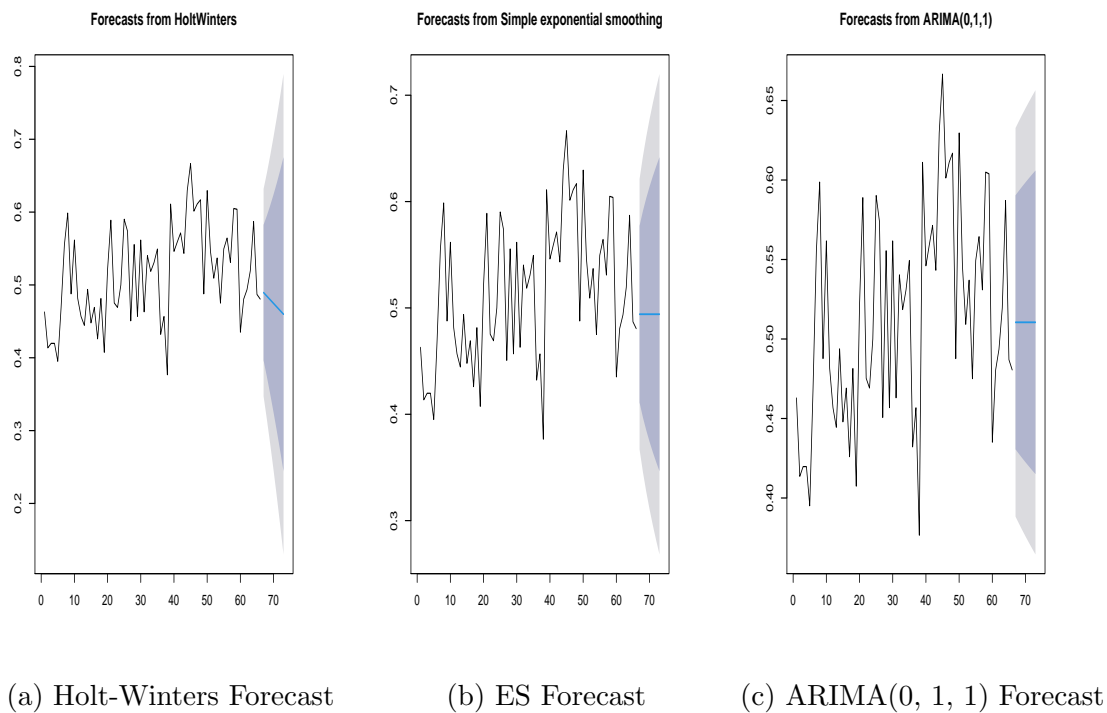 Forecasts from HoltWinters
0.8
0.7
0.6
0.5
0.4
0.3
0.2
0 10 20 30 40 50 60 70
Forecasts from Simple exponential smoothing
0.7
0.6
0.5
0.4
0.3
0 10 20 30 40 50 60 70
Forecasts from ARIMA(0,1,1)
0.65
0.60
0.55
0.50
0.45
0.40
0 10 20 30 40 50 60 70
(a) Holt-Winters Forecast
(b) ES Forecast
(c) ARIMA(0, 1, 1) Forecast